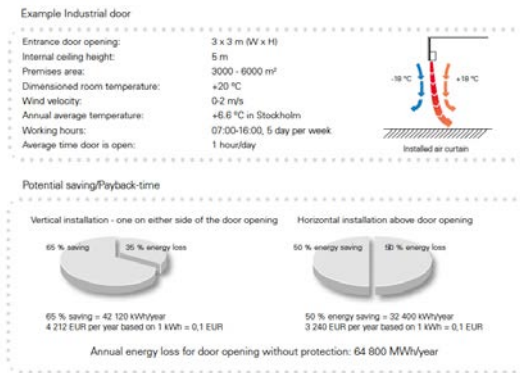 Example Industrial door
Entrance door opening: 3 x 3 m (W x H)
Internal ceiling height: 5 m
Premises area: 3000 - 6000 m²
Dimensioned room temperature: +20 ºC
Wind velocity: 0-2 m/s
Annual average temperature: +6.6 ºC in Stockholm
Working hours: 07:00-16:00, 5 day per week
Average time door is open: 1 hour/day
-18 ºC
+18 ºC
Installed air curtain
Potential saving/Payback-time
Vertical installation - one on either side of the door opening
65 % saving
35 % energy loss
65 % saving = 42 120 kWh/year
4 212 EUR per year based on 1 kWh = 0,1 EUR
Horizontal installation above door opening
50 % energy saving
50 % energy loss
50 % energy saving = 32 400 kWh/year
3 240 EUR per year based on 1 kWh = 0,1 EUR
Annual energy loss for door opening without protection: 64 800 MWh/year